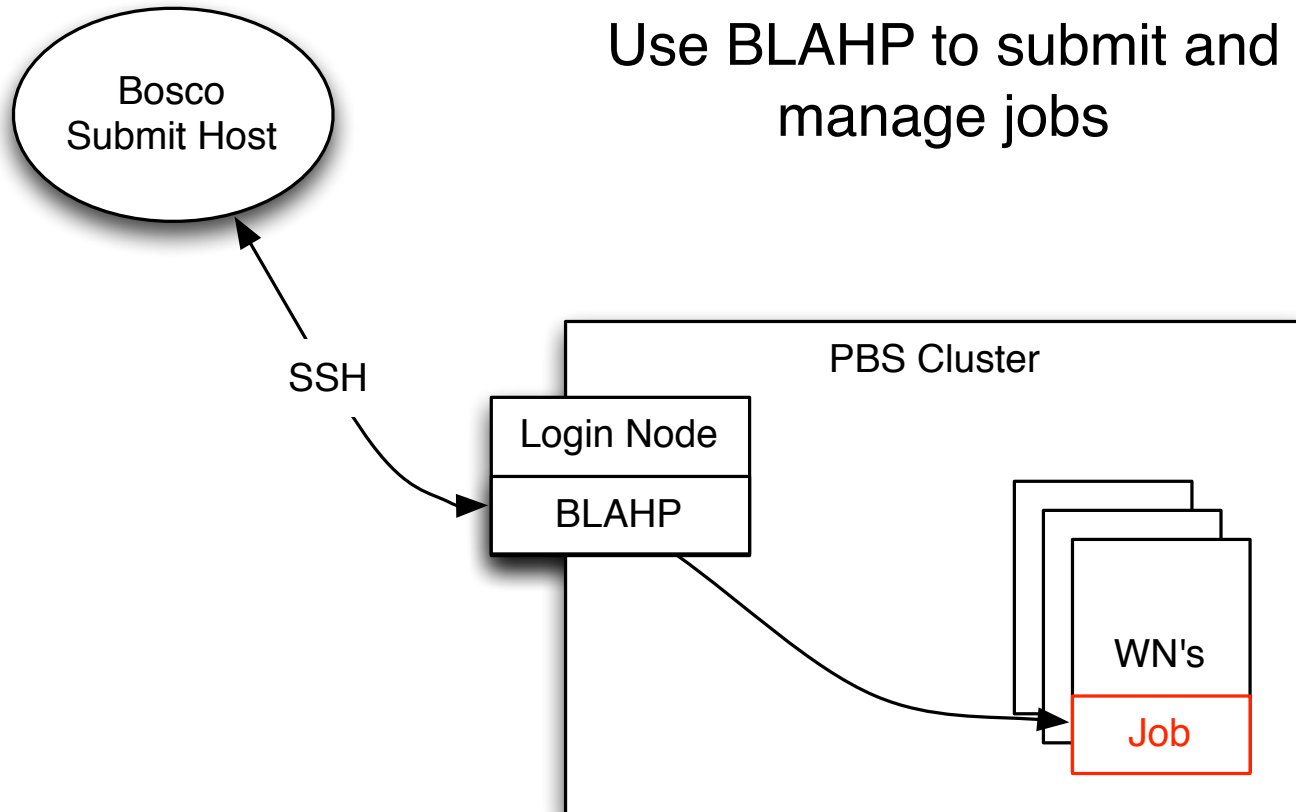 Use BLAHP to submit and
manage jobs
Bosco
Submit Host
SSH
PBS Cluster
Login Node
BLAHP
WN's
Job